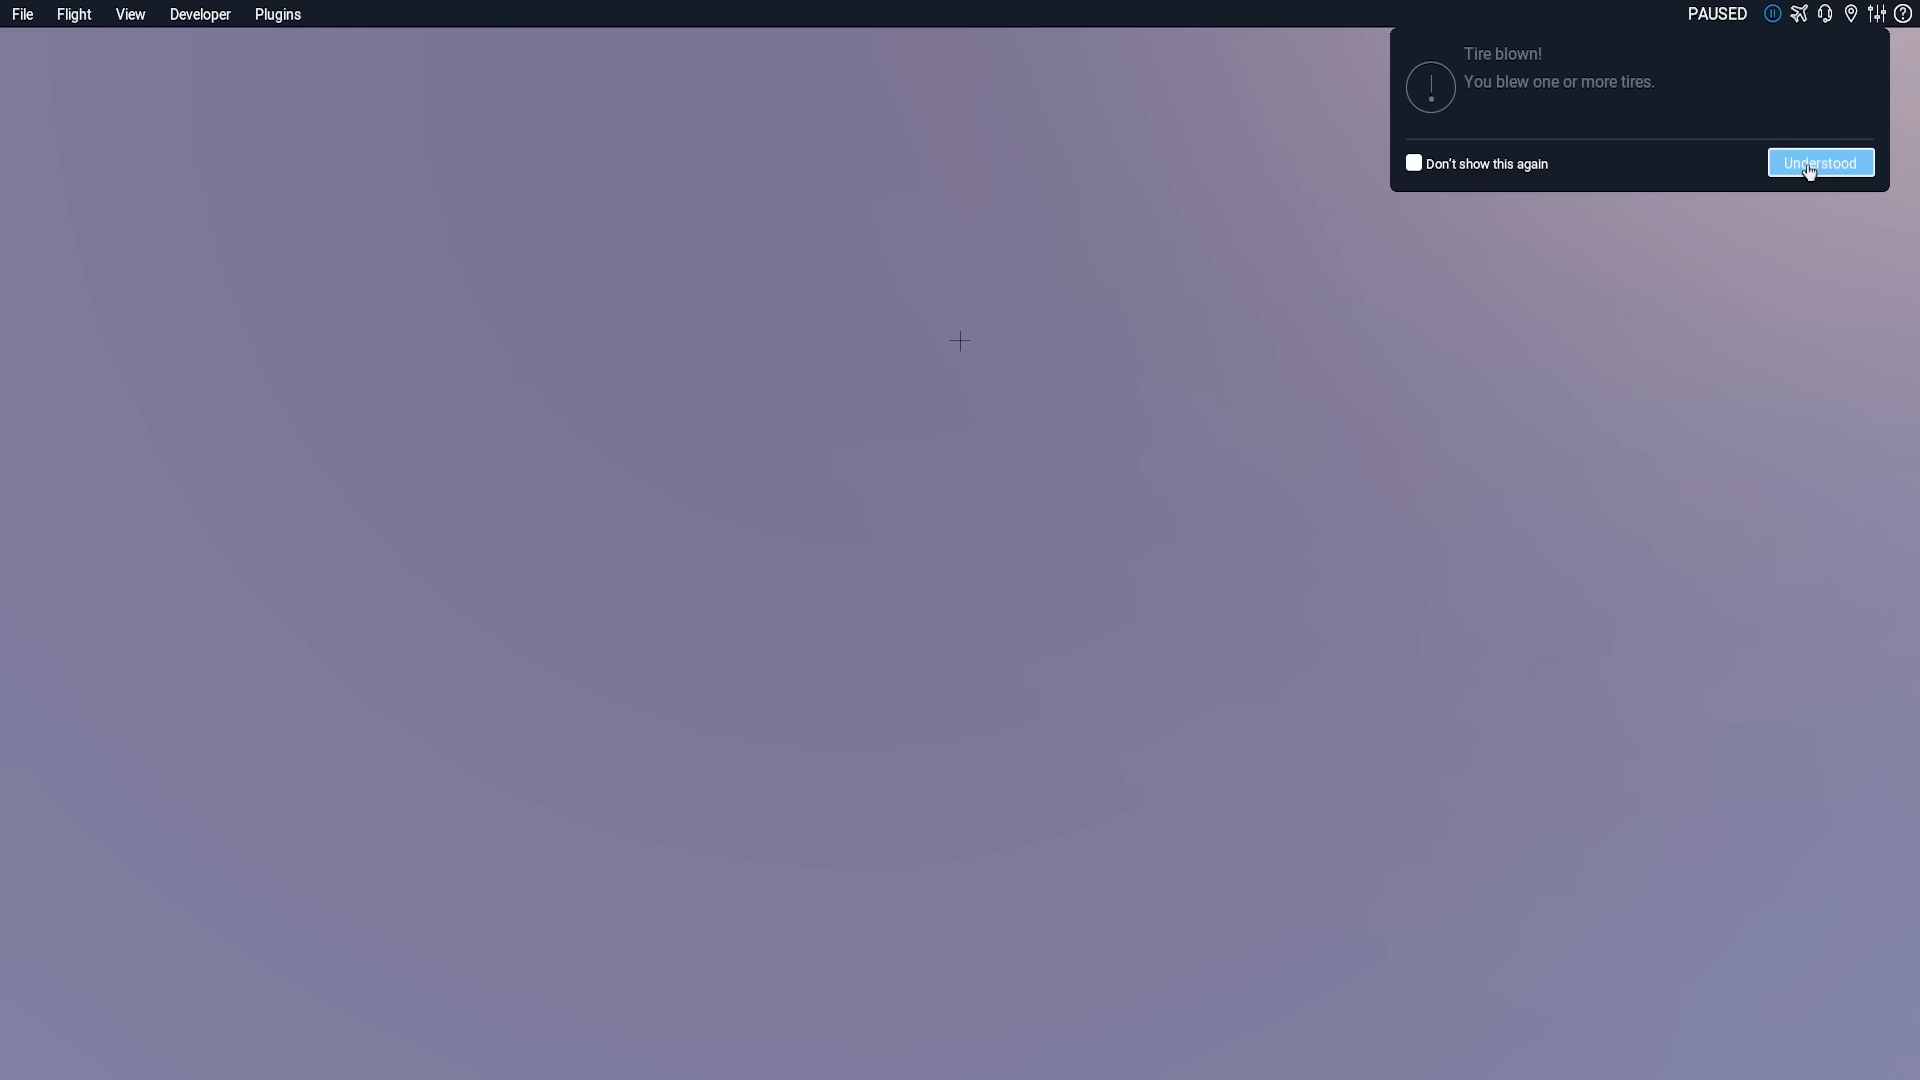 File Flight View Developer Plugins PAUSED
Tire blown!
You blew one or more tires.
Don't show this again
Understood